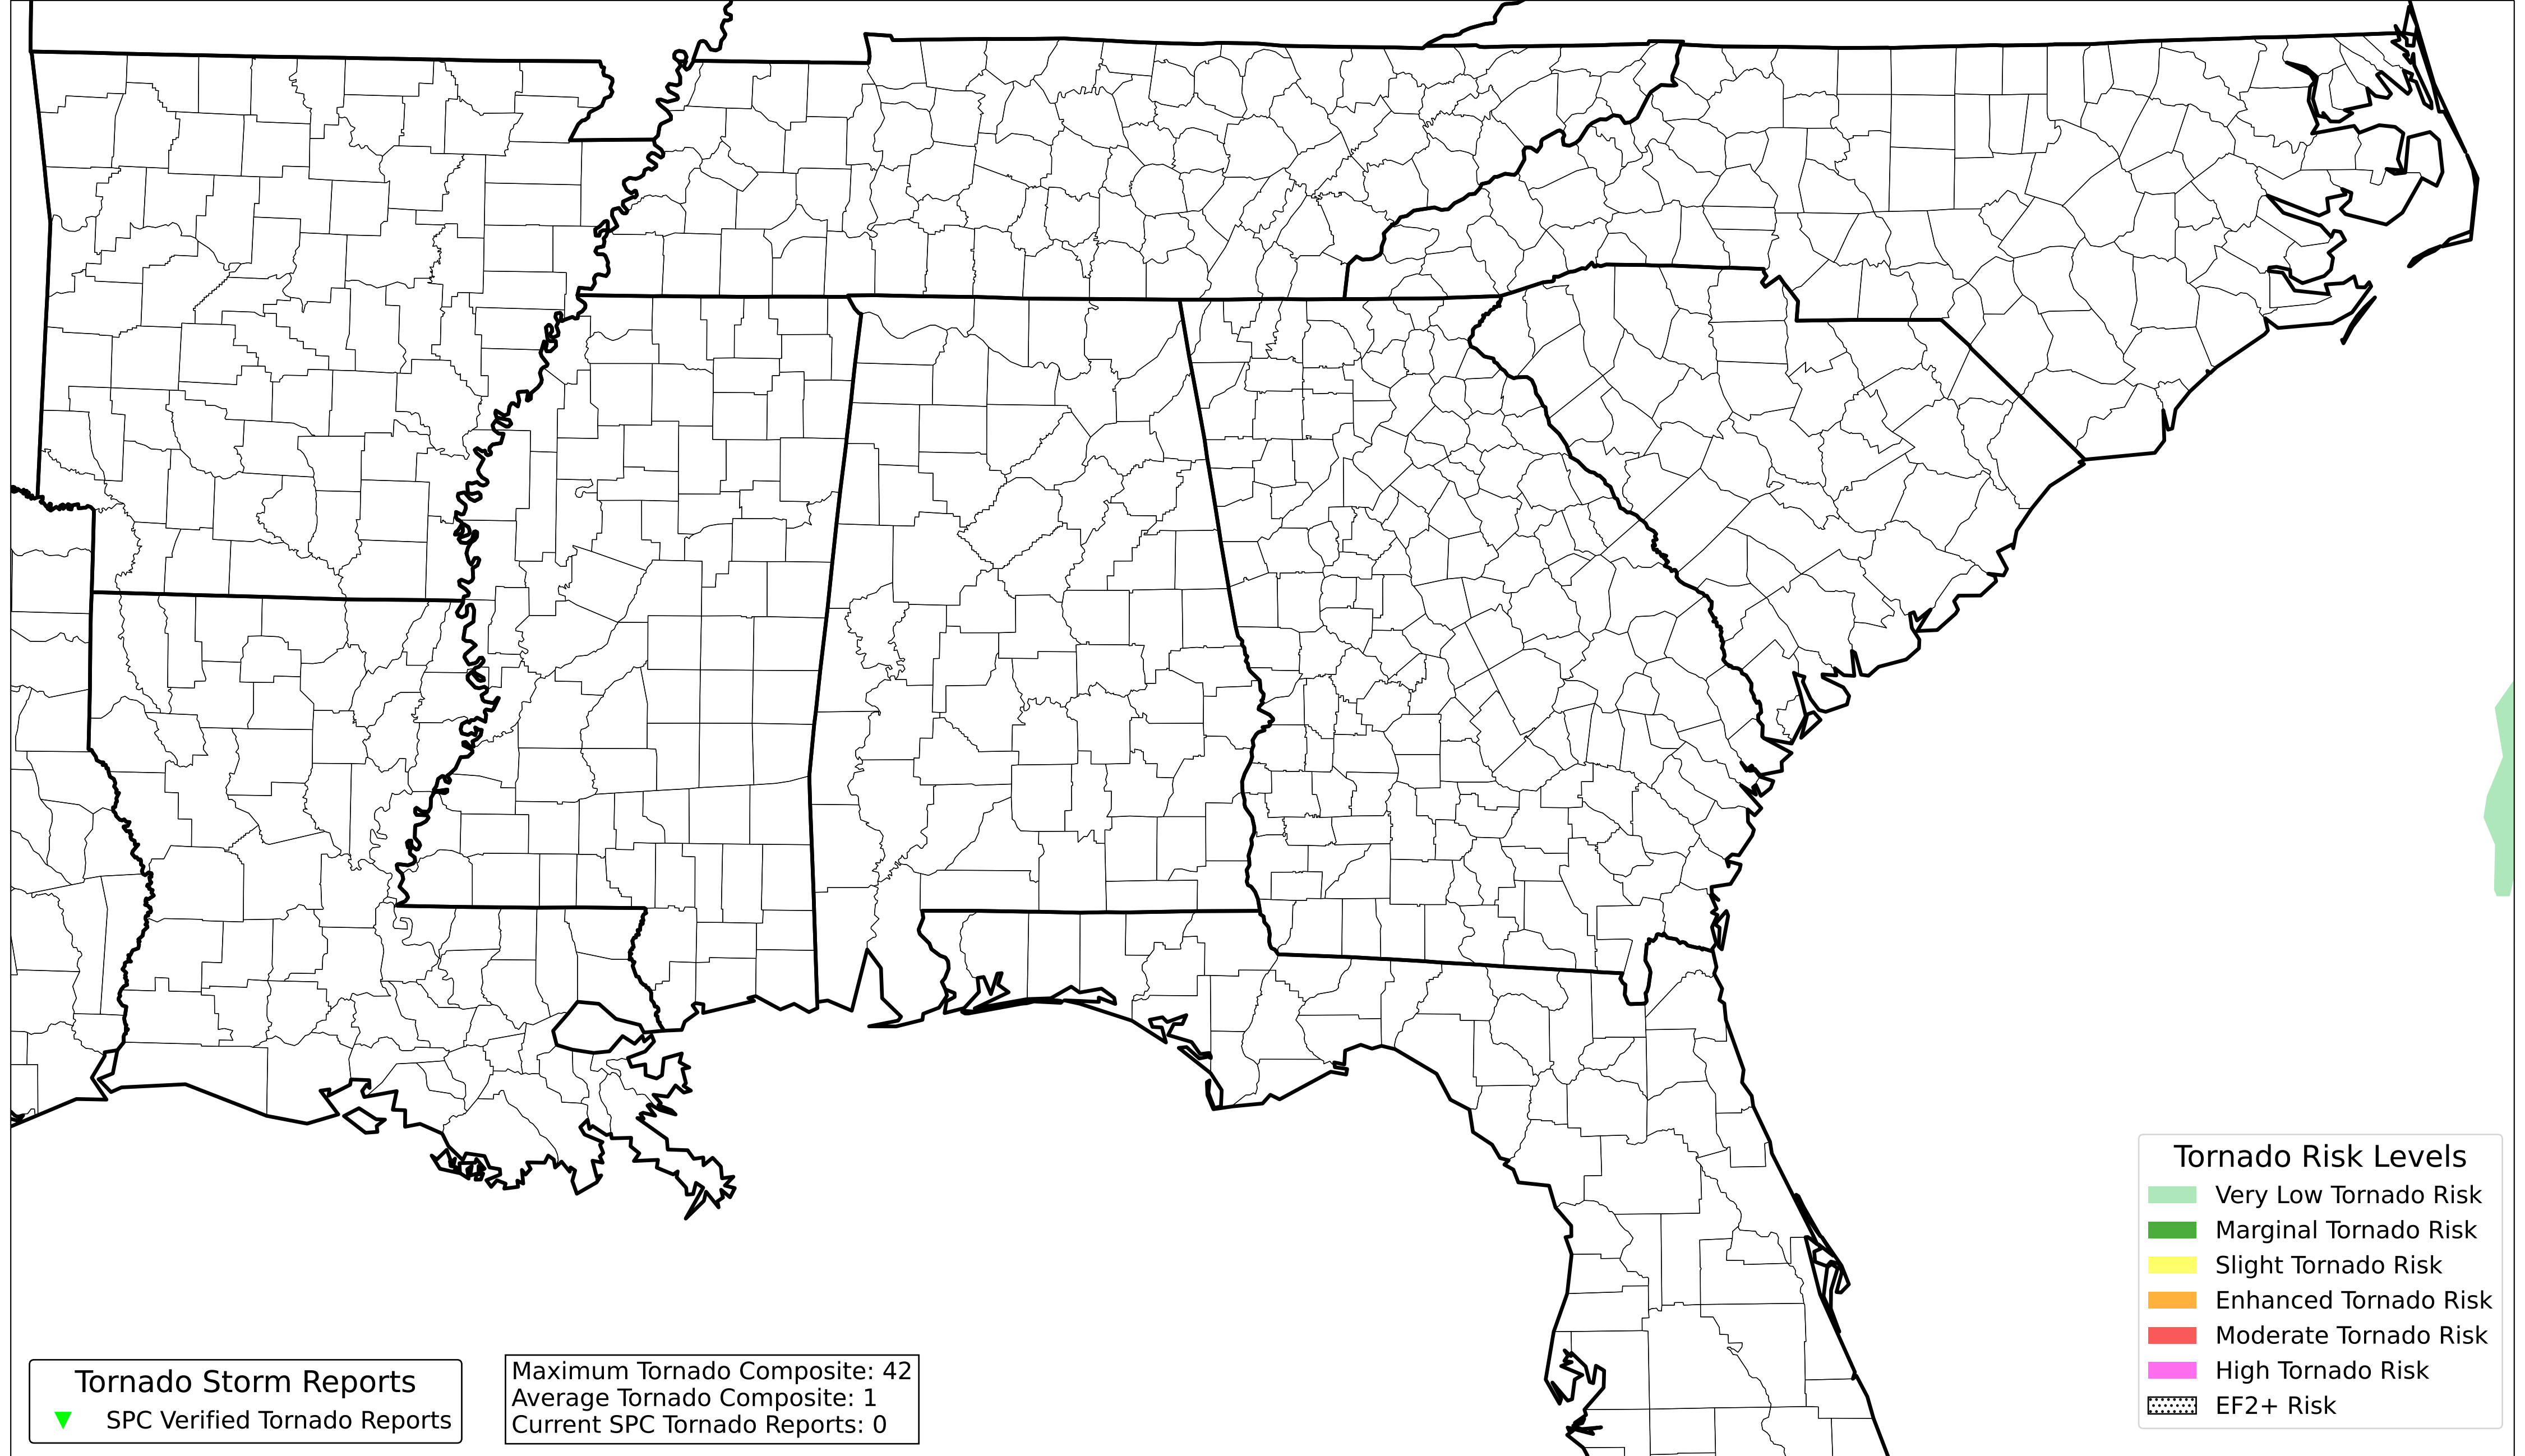 Tornado Risk Levels
Very Low Tornado Risk
Marginal Tornado Risk
Slight Tornado Risk
Enhanced Tornado Risk
Moderate Tornado Risk
High Tornado Risk
EF2+ Risk
Tornado Storm Reports
SPC Verified Tornado Reports
Maximum Tornado Composite: 42
Average Tornado Composite: 1
Current SPC Tornado Reports: 0